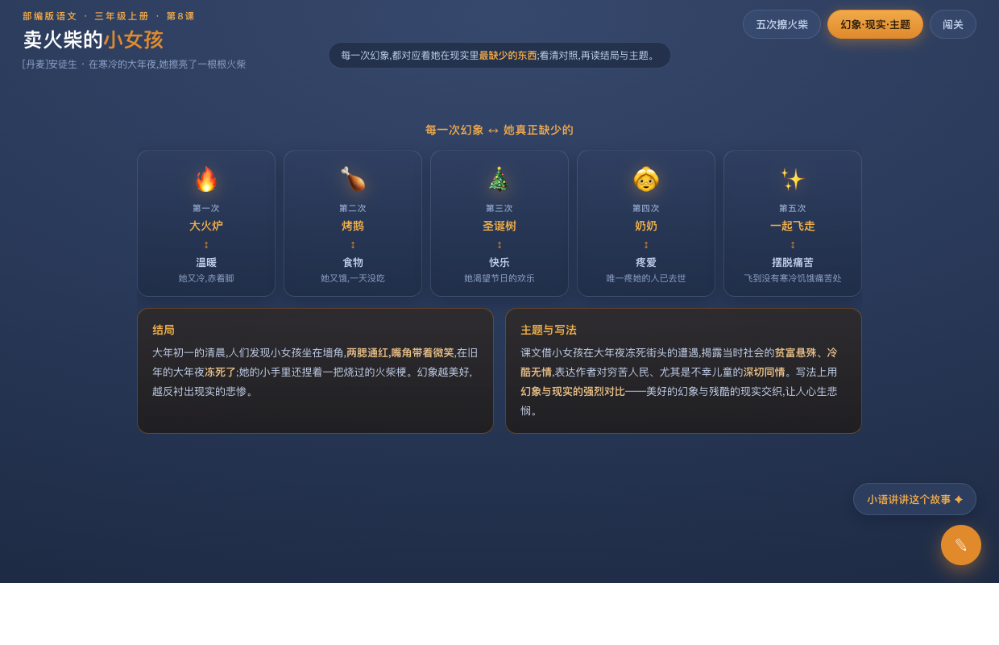 部编版语文 · 三年级上册 · 第8课
卖火柴的小女孩
[丹麦]安徒生 · 在寒冷的大年夜,她擦亮了一根根火柴
五次擦火柴
幻象·现实·主题
闯关
每一次幻象,都对应着她在现实里最缺少的东西;看清对照,再读结局与主题。
每一次幻象 ↔ 她真正缺少的
第一次
大火炉
↕
温暖
她又冷,赤着脚
第二次
烤鹅
↕
食物
她又饿,一天没吃
第三次
圣诞树
↕
快乐
她渴望节日的欢乐
第四次
奶奶
↕
疼爱
唯一疼她的人已去世
第五次
一起飞走
↕
摆脱痛苦
飞到没有寒冷饥饿痛苦处
结局
大年初一的清晨,人们发现小女孩坐在墙角,两腮通红,嘴角带着微笑,在旧
年的大年夜冻死了;她的小手里还捏着一把烧过的火柴梗。幻象越美好,
越反衬出现实的悲惨。
主题与写法
课文借小女孩在大年夜冻死街头的遭遇,揭露当时社会的贫富悬殊、冷
酷无情,表达作者对穷苦人民、尤其是不幸儿童的深切同情。写法上用
幻象与现实的强烈对比——美好的幻象与残酷的现实交织,让人心生悲
悯。
小语讲讲这个故事 ✦
✎